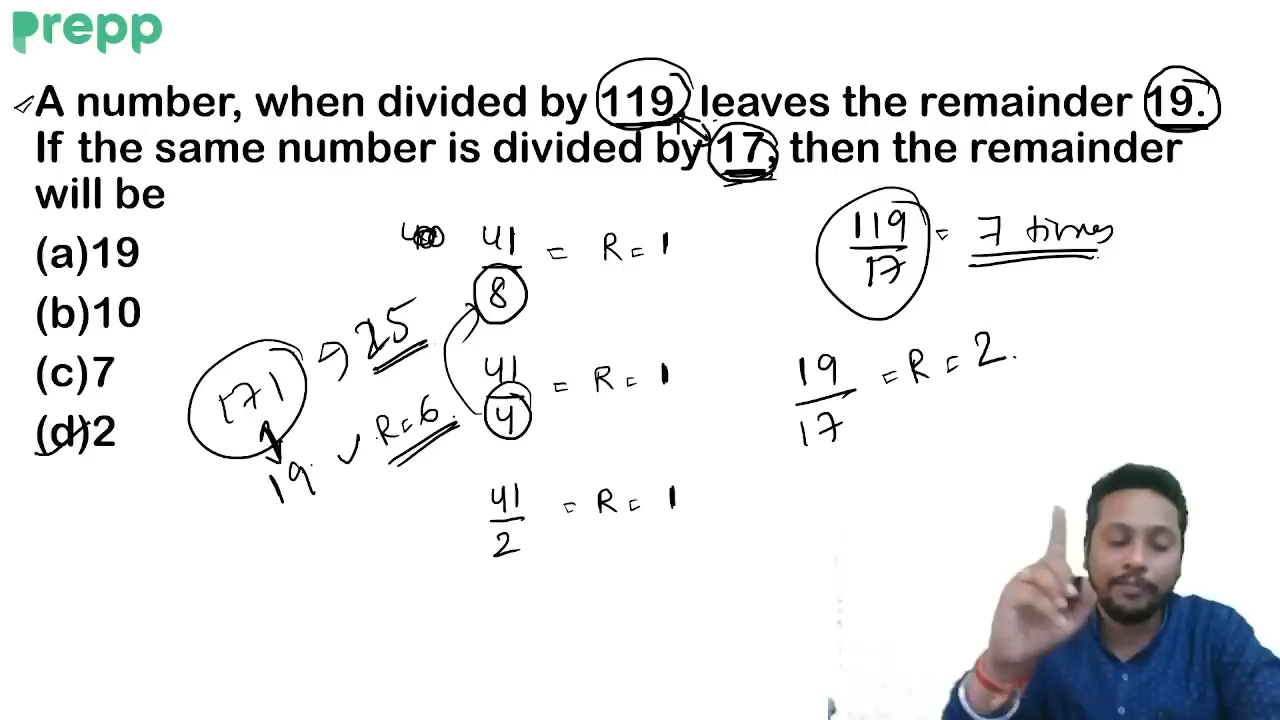 prepp
A number, when divided by 119, leaves the remainder 19.
If the same number is divided by 17, then the remainder
will be
(a)19
(b)10
(c)7
(d)2
41/8 = R = 1
41/4 = R = 1
41/2 = R = 1
171 → 25
19 ✓ R=6
119/17 = 7 times
19/17 = R = 2.